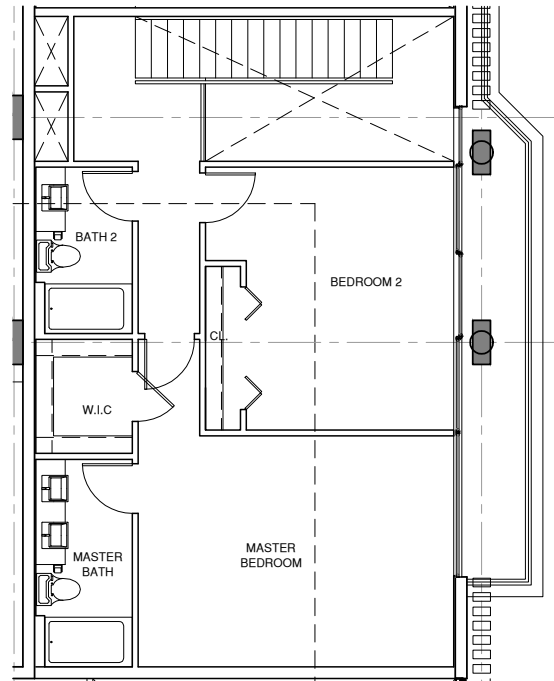 BATH 2
BEDROOM 2
CL.
W.I.C
MASTER
BEDROOM
MASTER
BATH